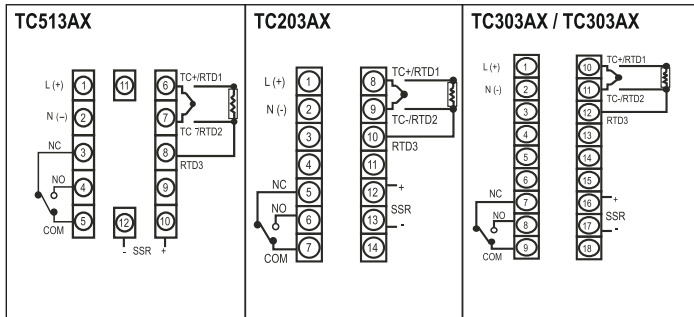 TC513AX
L (+) 1 11 6 TC+/RTD1
N (–) 2 7 TC 7RTD2
NC 3 8 RTD3
NO 4 9
COM 5 12 10
- SSR +
TC203AX
L (+) 1 8 TC+/RTD1
N (-) 2 9 TC-/RTD2
3 10 RTD3
4 11
NC 5 12 +
NO 6 13 SSR -
COM 7 14
TC303AX / TC303AX
L (+) 1 10 TC+/RTD1
N (-) 2 11 TC-/RTD2
3 12 RTD3
4 13
5 14
6 15
NC 7 16 +
NO 8 17 SSR -
COM 9 18